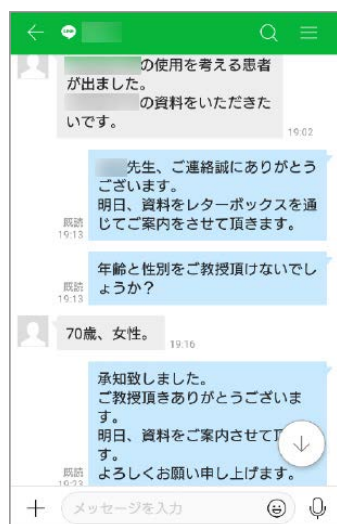 LINE
の使用を考える患者
が出ました。
の資料をいただきた
いです。
19:02
先生、ご連絡誠にありがとう
ございます。
明日、資料をレターボックスを通
じてご案内をさせて頂きます。
既読
19:13
年齢と性別をご教授頂けないでし
ょうか?
既読
19:13
70歳、女性。
19:16
承知致しました。
ご教授頂きありがとうございま
す。
明日、資料をご案内させて
す。
よろしくお願い申し上げます。
既読
19:23
メッセージを入力